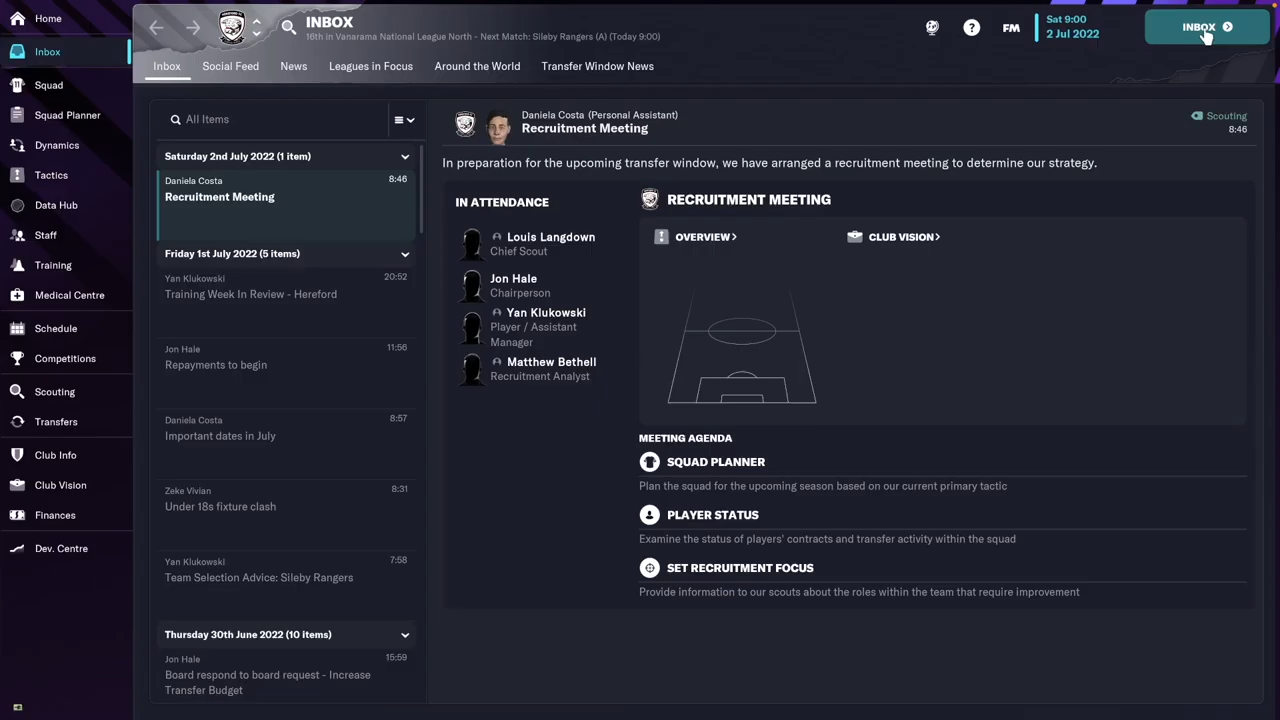 Home
INBOX
16th in Vanarama National League North - Next Match: Sileby Rangers (A) (Today 9:00)
FM
Sat 9:00
2 Jul 2022
INBOX
Inbox
Squad
Squad Planner
Dynamics
Tactics
Data Hub
Staff
Training
Medical Centre
Schedule
Competitions
Scouting
Transfers
Club Info
Club Vision
Finances
Dev. Centre
Inbox
Social Feed
News
Leagues in Focus
Around the World
Transfer Window News
All Items
Saturday 2nd July 2022 (1 item)
Daniela Costa
8:46
Recruitment Meeting
Friday 1st July 2022 (5 items)
Yan Klukowski
20:52
Training Week In Review - Hereford
Jon Hale
11:56
Repayments to begin
Daniela Costa
8:57
Important dates in July
Zeke Vivian
8:31
Under 18s fixture clash
Yan Klukowski
7:58
Team Selection Advice: Sileby Rangers
Thursday 30th June 2022 (10 items)
Jon Hale
15:59
Board respond to board request - Increase
Transfer Budget
Daniela Costa (Personal Assistant)
Recruitment Meeting
Scouting
8:46
In preparation for the upcoming transfer window, we have arranged a recruitment meeting to determine our strategy.
IN ATTENDANCE
Louis Langdown
Chief Scout
Jon Hale
Chairperson
Yan Klukowski
Player / Assistant
Manager
Matthew Bethell
Recruitment Analyst
RECRUITMENT MEETING
OVERVIEW>
CLUB VISION>
MEETING AGENDA
SQUAD PLANNER
Plan the squad for the upcoming season based on our current primary tactic
PLAYER STATUS
Examine the status of players' contracts and transfer activity within the squad
SET RECRUITMENT FOCUS
Provide information to our scouts about the roles within the team that require improvement